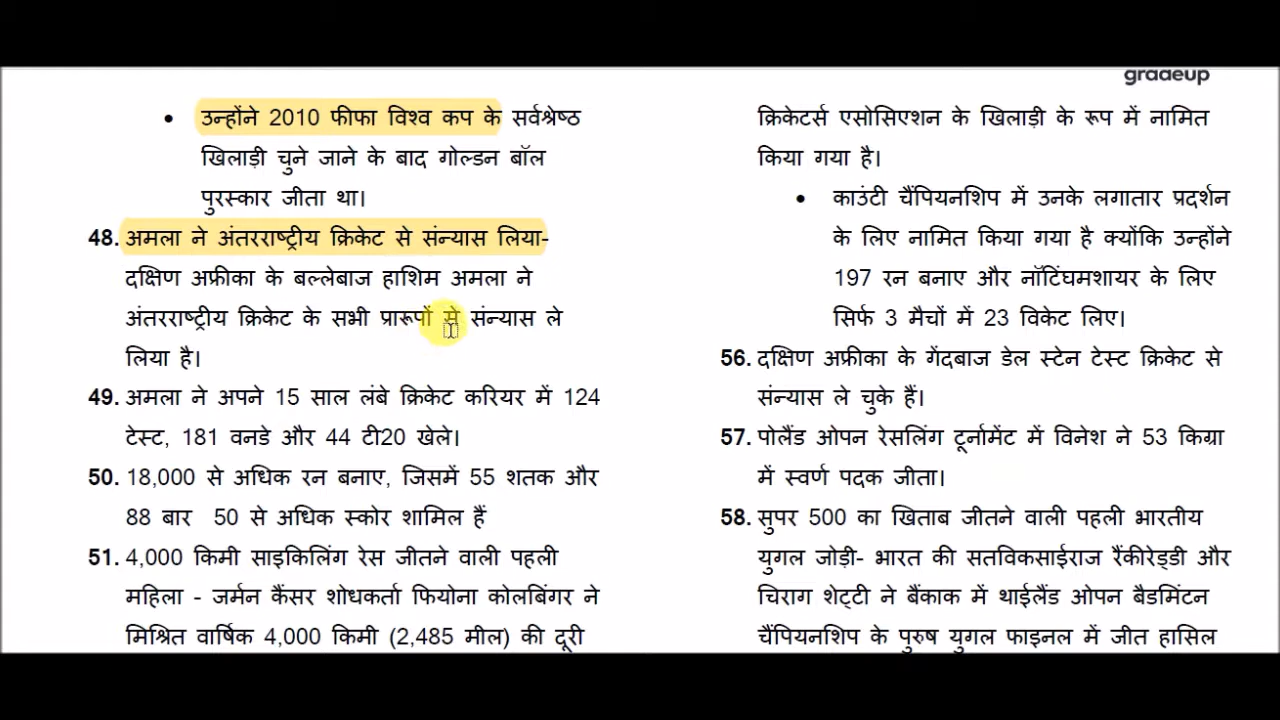 gradeup
• उन्होंने 2010 फीफा विश्व कप के सर्वश्रेष्ठ
खिलाड़ी चुने जाने के बाद गोल्डन बॉल
पुरस्कार जीता था।
48. अमला ने अंतरराष्ट्रीय क्रिकेट से संन्यास लिया-
दक्षिण अफ्रीका के बल्लेबाज हाशिम अमला ने
अंतरराष्ट्रीय क्रिकेट के सभी प्रारूपों से संन्यास ले
लिया है।
49. अमला ने अपने 15 साल लंबे क्रिकेट करियर में 124
टेस्ट, 181 वनडे और 44 टी20 खेले।
50. 18,000 से अधिक रन बनाए, जिसमें 55 शतक और
88 बार 50 से अधिक स्कोर शामिल हैं
51. 4,000 किमी साइकिलिंग रेस जीतने वाली पहली
महिला - जर्मन कैंसर शोधकर्ता फियोना कोलबिंगर ने
मिश्रित वार्षिक 4,000 किमी (2,485 मील) की दूरी
क्रिकेटर्स एसोसिएशन के खिलाड़ी के रूप में नामित
किया गया है।
• काउंटी चैंपियनशिप में उनके लगातार प्रदर्शन
के लिए नामित किया गया है क्योंकि उन्होंने
197 रन बनाए और नॉटिंघमशायर के लिए
सिर्फ 3 मैचों में 23 विकेट लिए।
56. दक्षिण अफ्रीका के गेंदबाज डेल स्टेन टेस्ट क्रिकेट से
संन्यास ले चुके हैं।
57. पोलैंड ओपन रेसलिंग टूर्नामेंट में विनेश ने 53 किग्रा
में स्वर्ण पदक जीता।
58. सुपर 500 का खिताब जीतने वाली पहली भारतीय
युगल जोड़ी- भारत की सतविकसाईराज रैंकीरेड्डी और
चिराग शेट्टी ने बैंकाक में थाईलैंड ओपन बैडमिंटन
चैंपियनशिप के पुरुष युगल फाइनल में जीत हासिल